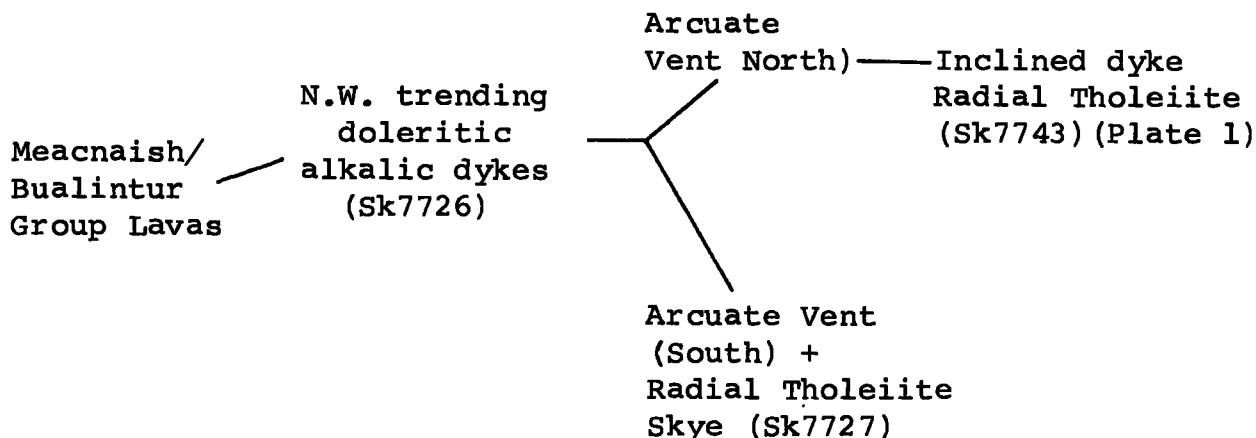 Meacnaish/
Bualintur
Group Lavas
N.W. trending
doleritic
alkalic dykes
(Sk7726)
Arcuate
Vent North)
Inclined dyke
Radial Tholeiite
(Sk7743)(Plate 1)
Arcuate Vent
(South) +
Radial Tholeiite
Skye (Sk7727)